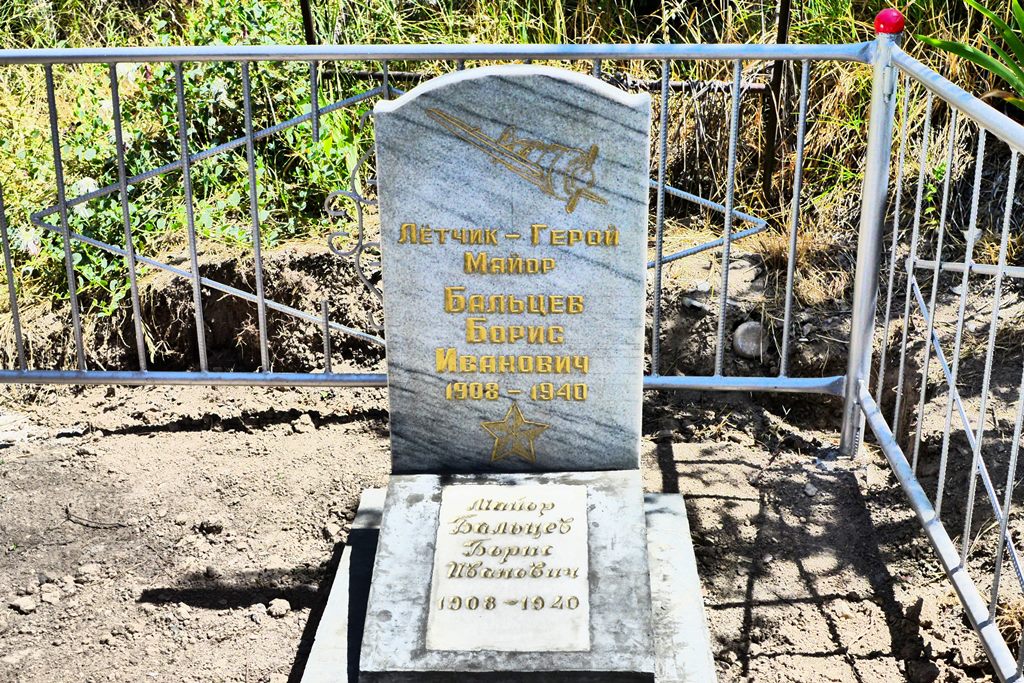 Лётчик – Герой
Майор
Бальцев
Борис
Иванович
1908 – 1940
Майор
Бальцев
Борис
Иванович
1908 – 1940